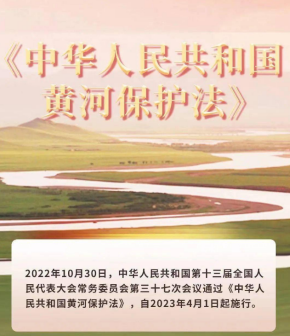 《中华人民共和国
黄河保护法》
2022年10月30日，中华人民共和国第十三届全国人
民代表大会常务委员会第三十七次会议通过《中华人
民共和国黄河保护法》，自2023年4月1日起施行。